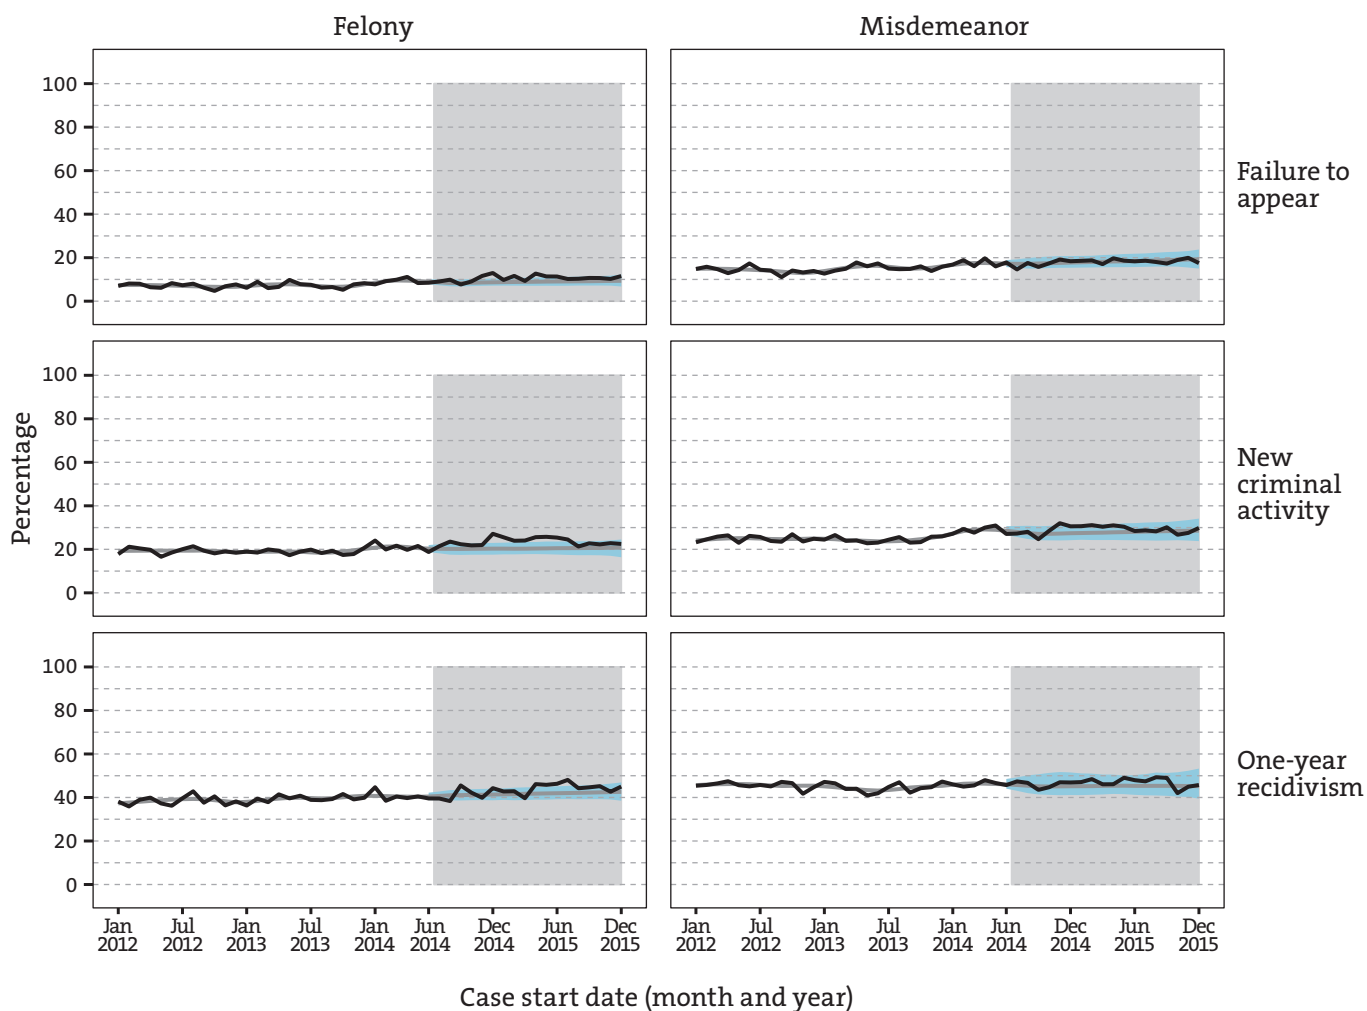 Felony
Misdemeanor
100
80
60
40
20
0
Failure to
appear
Percentage
100
80
60
40
20
0
New
criminal
activity
100
80
60
40
20
0
One-year
recidivism
Jan Jul Jan Jul Jan Jun Dec Jun Dec
2012 2012 2013 2013 2014 2014 2014 2015 2015
Jan Jul Jan Jul Jan Jun Dec Jun Dec
2012 2012 2013 2013 2014 2014 2014 2015 2015
Case start date (month and year)